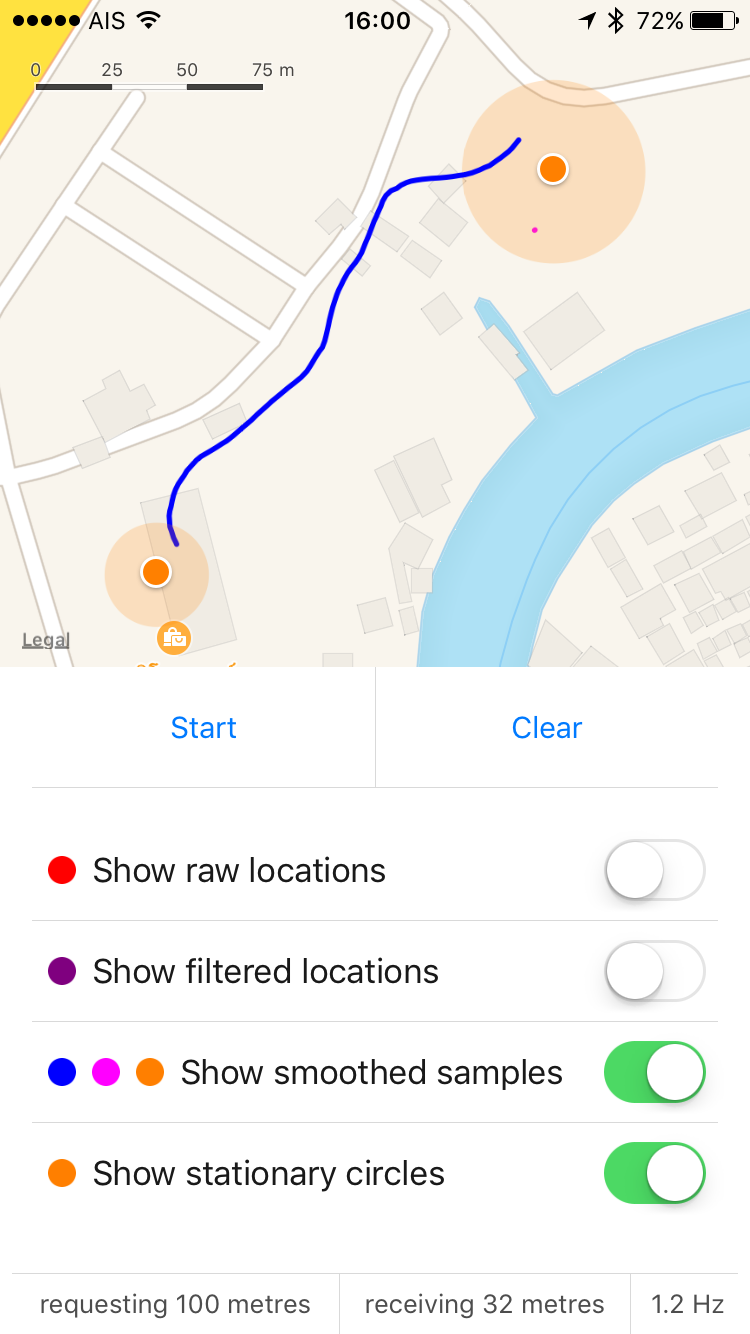 AIS 16:00 72%
0 25 50 75 m
Legal
Start Clear
Show raw locations
Show filtered locations
Show smoothed samples
Show stationary circles
requesting 100 metres receiving 32 metres 1.2 Hz